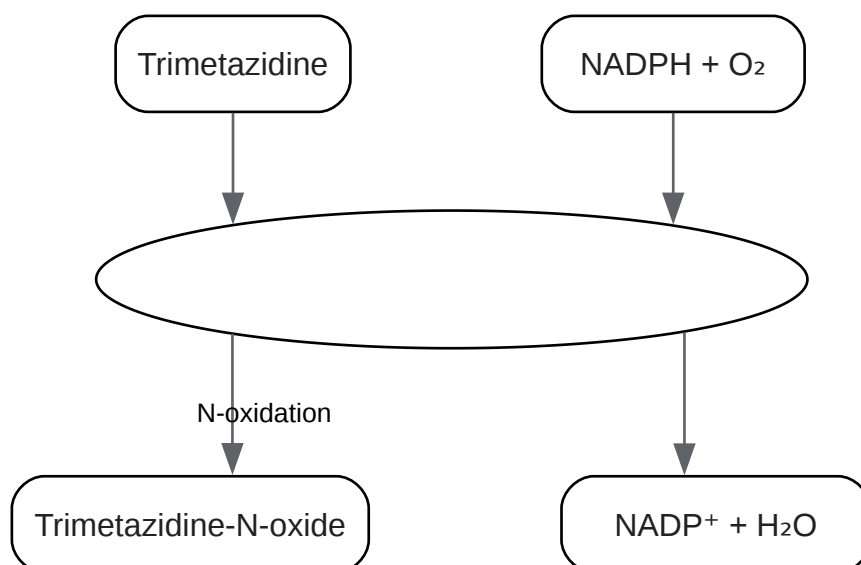 Trimetazidine
NADPH + O₂
N-oxidation
Trimetazidine-N-oxide
NADP⁺ + H₂O